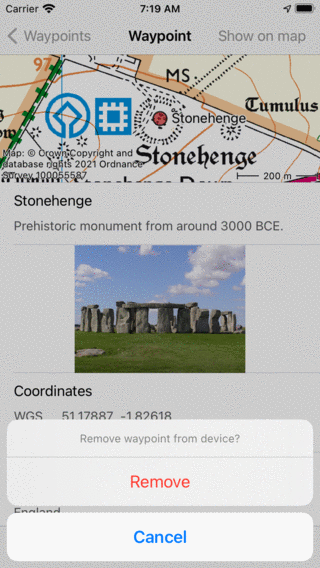 Carrier 7:19 AM
Waypoints Waypoint Show on map
97
MS
Tumulus
Stonehenge
Stonehenge
Map: © Crown Copyright and
database rights 2021 Ordnance
Survey 100055587
Down
200 m
Stonehenge
Prehistoric monument from around 3000 BCE.
Coordinates
WGS 51.17887, -1.82618
Remove waypoint from device?
Remove
England
Cancel